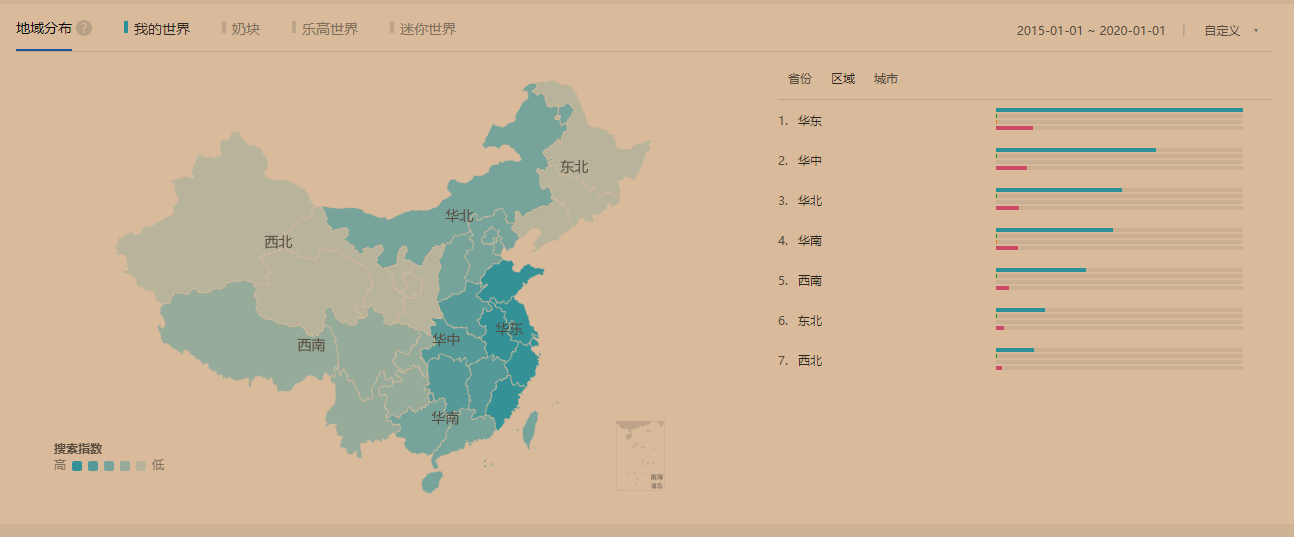 地域分布 ? 我的世界 奶块 乐高世界 迷你世界 2015-01-01 ~ 2020-01-01 | 自定义
省份 区域 城市
1. 华东
2. 华中
3. 华北
4. 华南
5. 西南
6. 东北
7. 西北
东北
华北
西北
华东
华中
西南
华南
搜索指数
高 低
南海
诸岛